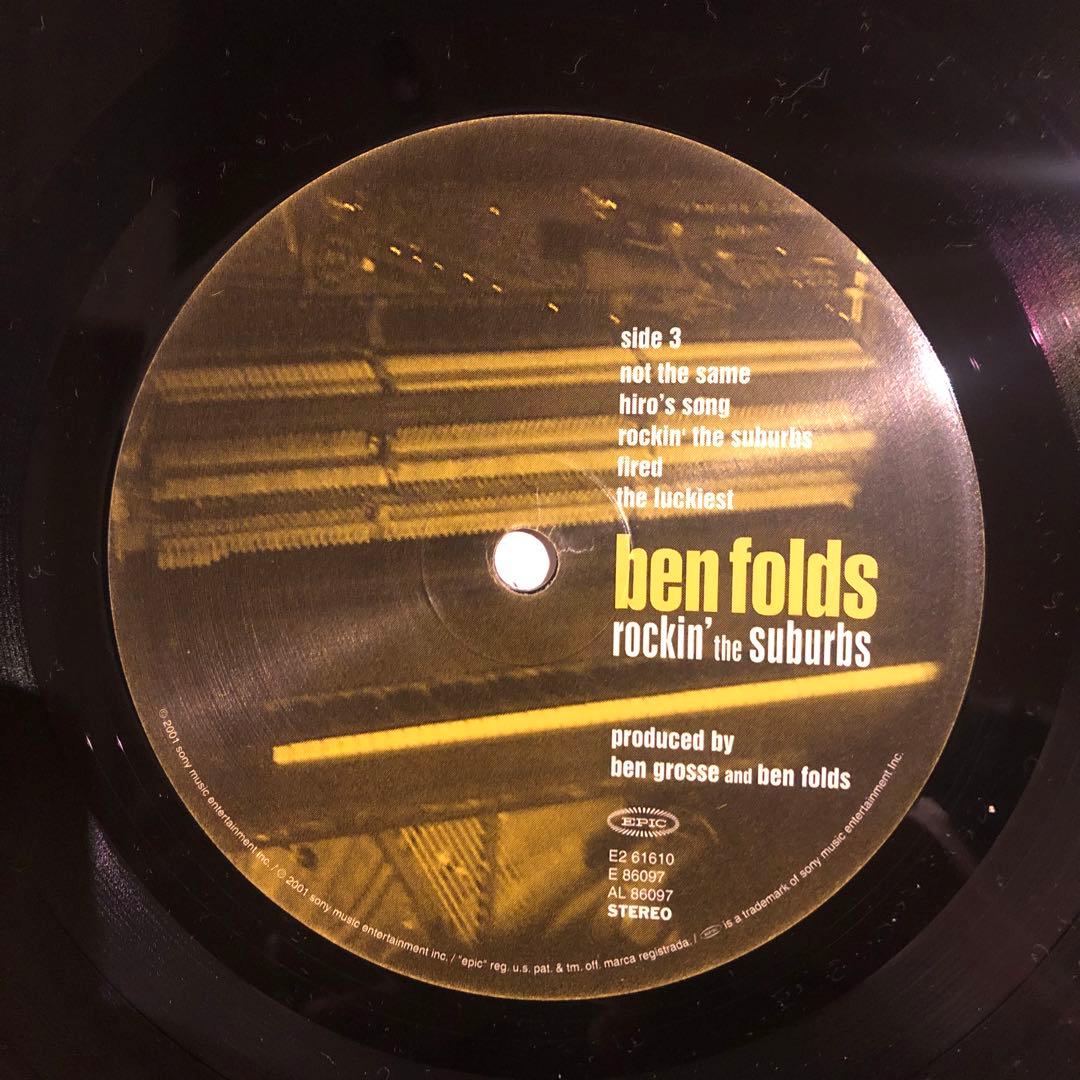 side 3
not the same
hiro's song
rockin' the suburbs
fired
the luckiest
ben folds
rockin' the suburbs
produced by
ben grosse and ben folds
EPIC
E2 61610
E 86097
AL 86097
STEREO
© 2001 sony music entertainment inc. / ℗ 2001 sony music entertainment inc. / "epic" reg. u.s. pat. & tm. off. marca registrada. / EPIC is a trademark of sony music entertainment inc.